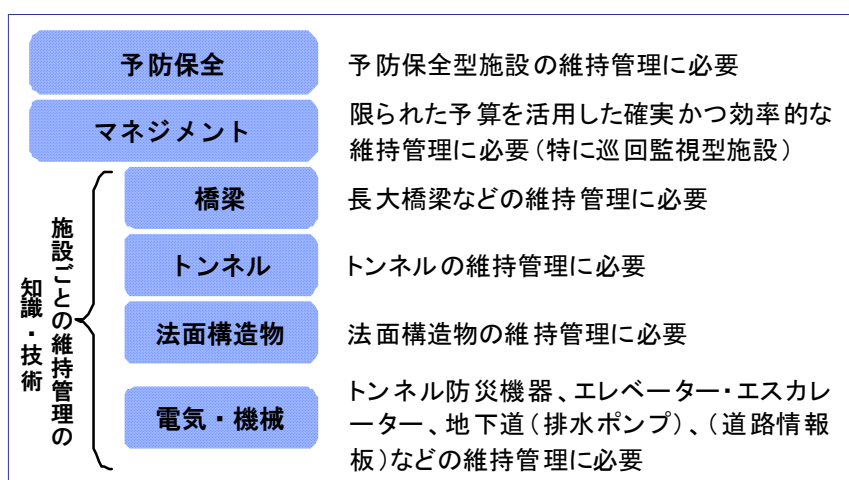 予防保全
予防保全型施設の維持管理に必要
マネジメント
限られた予算を活用した確実かつ効率的な
維持管理に必要（特に巡回監視型施設）
施設ごとの維持管理の
知識・技術
橋梁
長大橋梁などの維持管理に必要
トンネル
トンネルの維持管理に必要
法面構造物
法面構造物の維持管理に必要
電気・機械
トンネル防災機器、エレベーター・エスカレ
ーター、地下道（排水ポンプ）、（道路情報
板）などの維持管理に必要